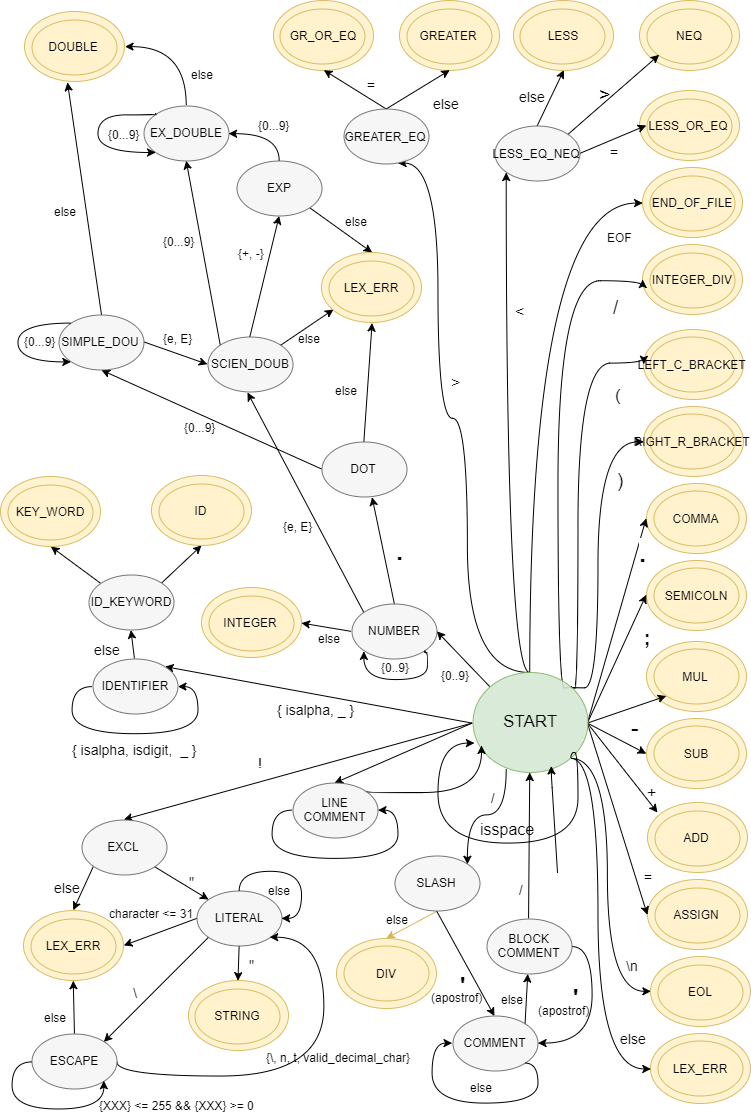 DOUBLE
GR_OR_EQ
GREATER
LESS
NEQ
else
=
else
else
>
{0...9}
EX_DOUBLE
{0...9}
GREATER_EQ
LESS_EQ_NEQ
LESS_OR_EQ
=
EXP
END_OF_FILE
else
else
EOF
{0...9}
{+, -}
LEX_ERR
INTEGER_DIV
<
/
{0...9}
SIMPLE_DOU
{e, E}
SCIEN_DOUB
else
LEFT_C_BRACKET
>
else
(
{0...9}
RIGHT_R_BRACKET
DOT
)
KEY_WORD
ID
COMMA
{e, E}
.
.
ID_KEYWORD
INTEGER
NUMBER
SEMICOLN
else
;
else
{0...9}
{0...9}
IDENTIFIER
MUL
{ isalpha, _ }
START
{ isalpha, isdigit, _ }
-
SUB
!
+
LINE
COMMENT
/
isspace
ADD
EXCL
else
"
SLASH
else
=
/
character <= 31
LITERAL
ASSIGN
else
LEX_ERR
BLOCK
COMMENT
"
DIV
'
(apostrof)
else
'
(apostrof)
\n
EOL
\
STRING
else
else
COMMENT
ESCAPE
{\, n, t, valid_decimal_char}
LEX_ERR
else
{XXX} <= 255 && {XXX} >= 0